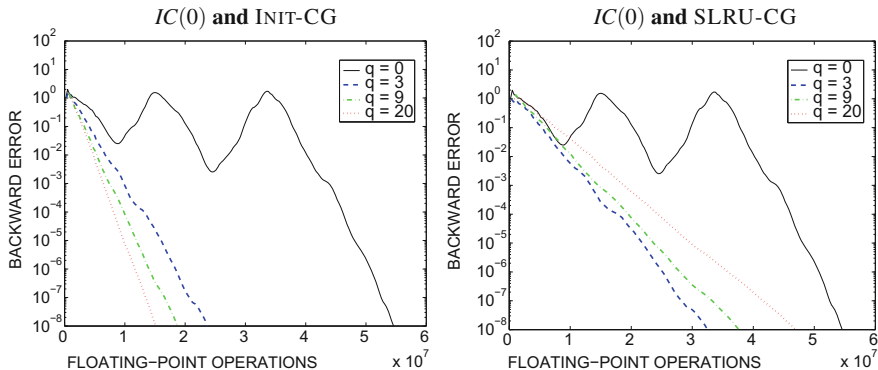 IC(0) and INIT-CG
10^2
10^1
10^0
10^-1
10^-2
10^-3
10^-4
10^-5
10^-6
10^-7
10^-8
BACKWARD ERROR
q = 0
q = 3
q = 9
q = 20
0 1 2 3 4 5 6
FLOATING-POINT OPERATIONS
x 10^7
IC(0) and SLRU-CG
10^2
10^1
10^0
10^-1
10^-2
10^-3
10^-4
10^-5
10^-6
10^-7
10^-8
BACKWARD ERROR
q = 0
q = 3
q = 9
q = 20
0 1 2 3 4 5 6
FLOATING-POINT OPERATIONS
x 10^7